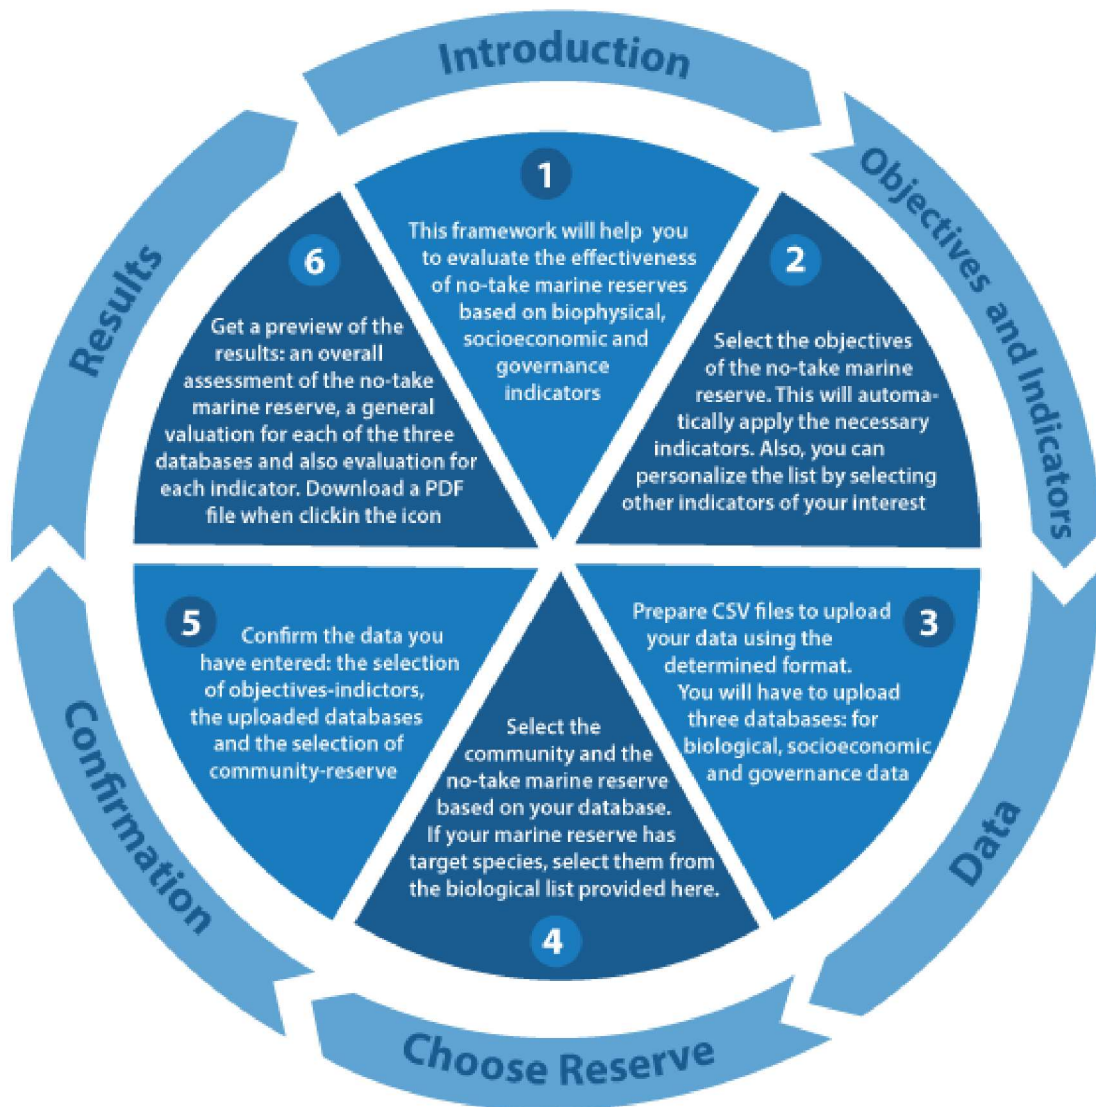 Introduction
1
This framework will help you
to evaluate the effectiveness
of no-take marine reserves
based on biophysical,
socioeconomic and
governance
indicators
Objectives and Indicators
2
Select the objectives
of the no-take marine
reserve. This will automa-
tically apply the necessary
indicators. Also, you can
personalize the list by selecting
other indicators of your interest
Data
3
Prepare CSV files to upload
your data using the
determined format.
You will have to upload
three databases: for
biological, socioeconomic
and governance data
Choose Reserve
Select the
community and the
no-take marine reserve
based on your database.
If your marine reserve has
target species, select them from
the biological list provided here.
4
Confirmation
5
Confirm the data you
have entered: the selection
of objectives-indictors,
the uploaded databases
and the selection of
community-reserve
Results
6
Get a preview of the
results: an overall
assessment of the no-take
marine reserve, a general
valuation for each of the three
databases and also evaluation for
each indicator. Download a PDF
file when clickin the icon